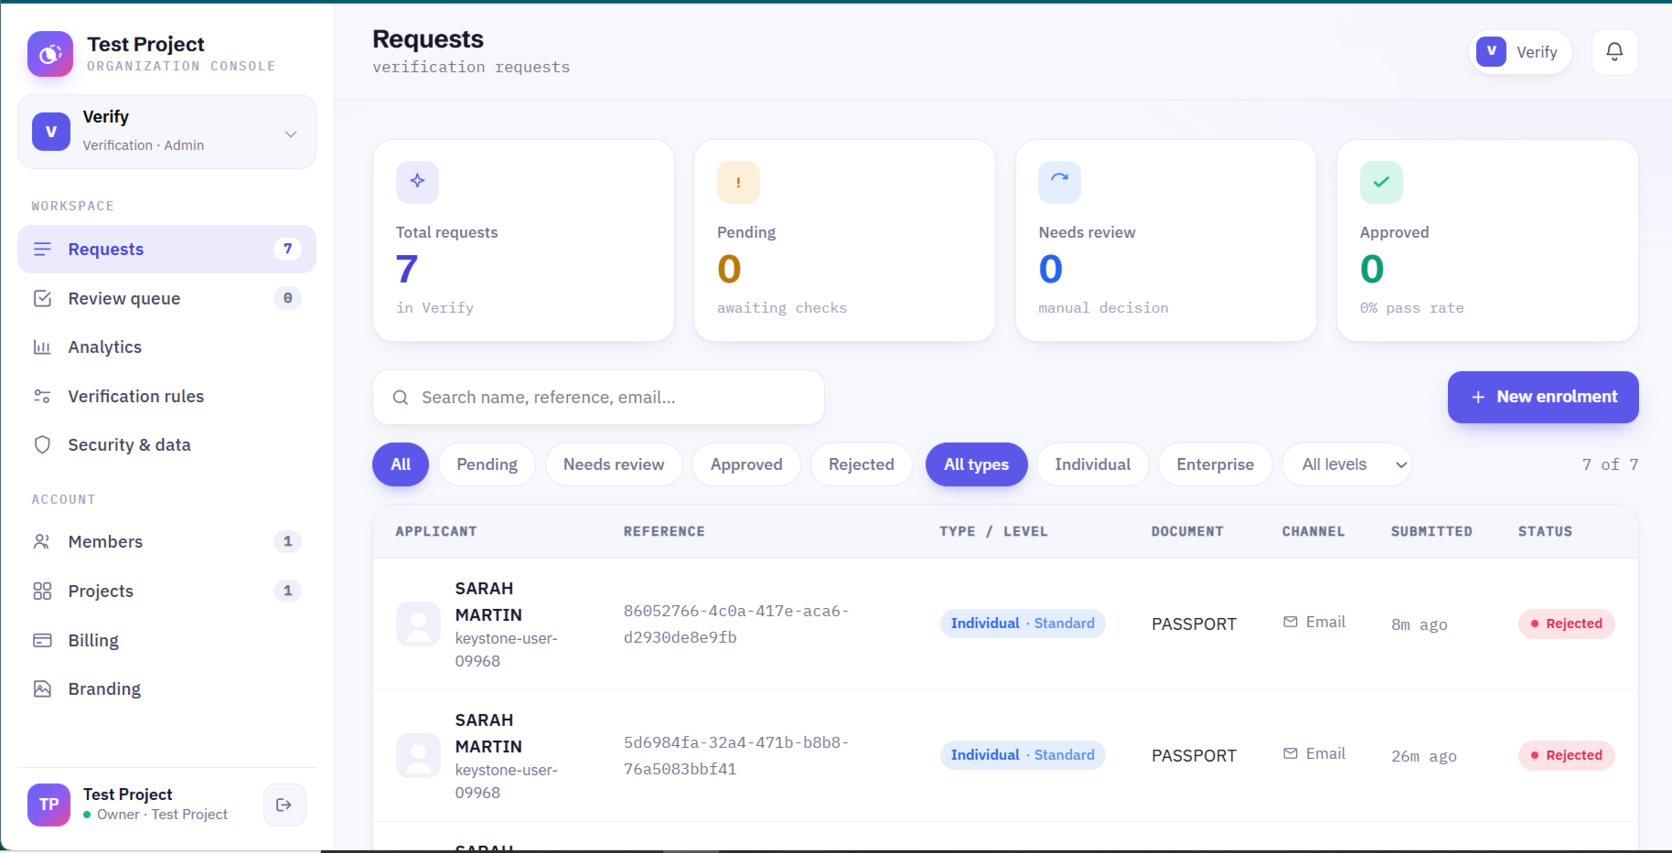 Test Project
ORGANIZATION CONSOLE
V
Verify
Verification · Admin
WORKSPACE
Requests 7
Review queue 0
Analytics
Verification rules
Security & data
ACCOUNT
Members 1
Projects 1
Billing
Branding
TP
Test Project
Owner · Test Project
Requests
verification requests
V Verify
Total requests
7
in Verify
!
Pending
0
awaiting checks
Needs review
0
manual decision
Approved
0
0% pass rate
Search name, reference, email...
+ New enrolment
All Pending Needs review Approved Rejected All types Individual Enterprise All levels 7 of 7
APPLICANT REFERENCE TYPE / LEVEL DOCUMENT CHANNEL SUBMITTED STATUS
SARAH
MARTIN
keystone-user-
09968
86052766-4c0a-417e-aca6-
d2930de8e9fb
Individual · Standard
PASSPORT
Email
8m ago
Rejected
SARAH
MARTIN
keystone-user-
09968
5d6984fa-32a4-471b-b8b8-
76a5083bbf41
Individual · Standard
PASSPORT
Email
26m ago
Rejected
SARAH